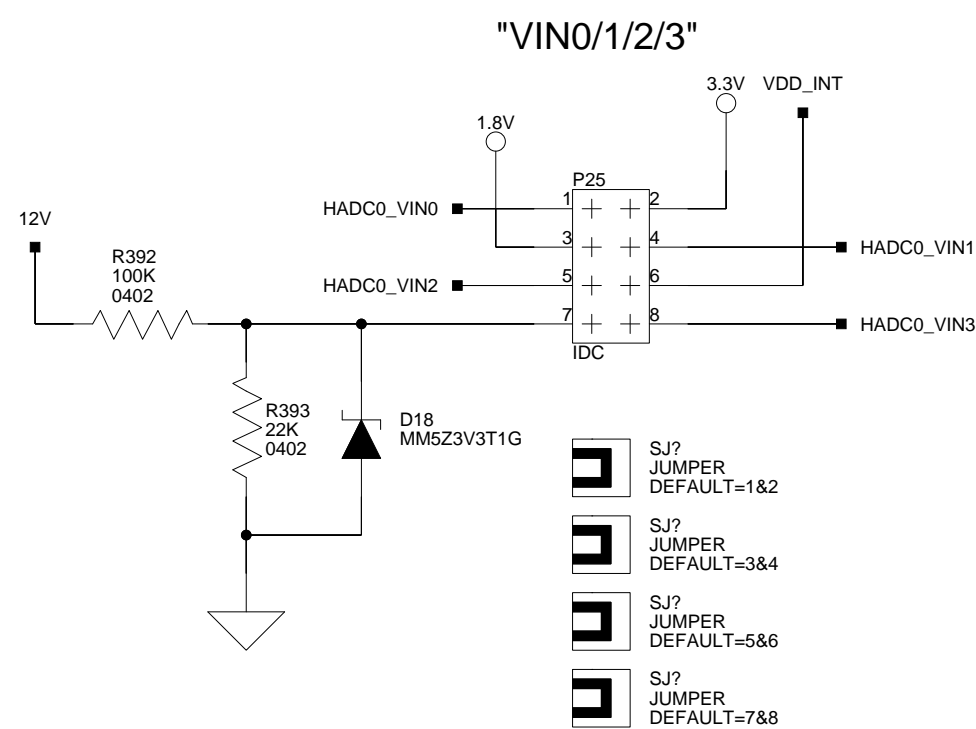 "VIN0/1/2/3"
3.3V
VDD_INT
1.8V
P25
1
2
HADC0_VIN0
12V
3
4
HADC0_VIN1
R392
100K
0402
HADC0_VIN2
5
6
7
8
HADC0_VIN3
IDC
R393
22K
0402
D18
MM5Z3V3T1G
SJ?
JUMPER
DEFAULT=1&2
SJ?
JUMPER
DEFAULT=3&4
SJ?
JUMPER
DEFAULT=5&6
SJ?
JUMPER
DEFAULT=7&8